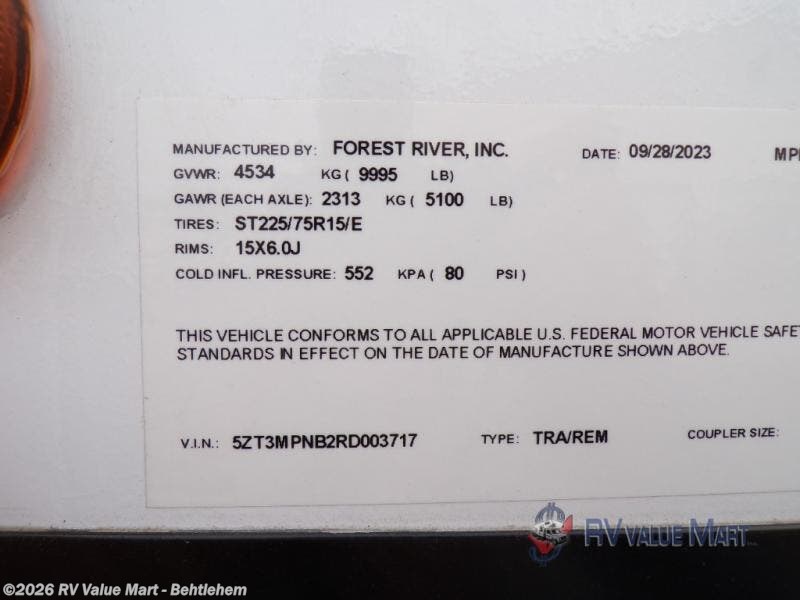 MANUFACTURED BY: FOREST RIVER, INC. DATE: 09/28/2023
GVWR: 4534 KG ( 9995 LB)
GAWR (EACH AXLE): 2313 KG ( 5100 LB)
TIRES: ST225/75R15/E
RIMS: 15X6.0J
COLD INFL. PRESSURE: 552 KPA ( 80 PSI )
THIS VEHICLE CONFORMS TO ALL APPLICABLE U.S. FEDERAL MOTOR VEHICLE SAFET
STANDARDS IN EFFECT ON THE DATE OF MANUFACTURE SHOWN ABOVE.
V.I.N.: 5ZT3MPNB2RD003717 TYPE: TRA/REM COUPLER SIZE:
RV VALUE MART
©2026 RV Value Mart - Behtlehem